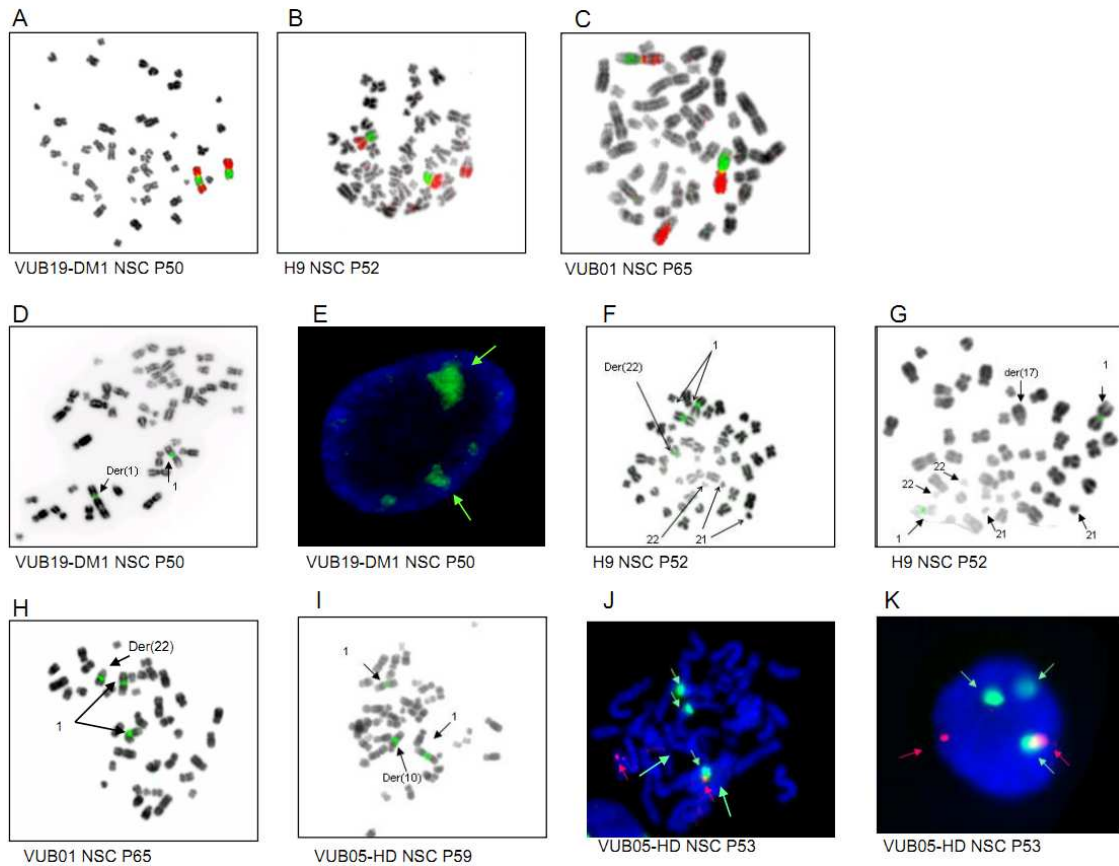 A
B
C
VUB19-DM1 NSC P50
H9 NSC P52
VUB01 NSC P65
D
E
F
G
Der(1)
1
1
Der(22)
22
21
der(17)
1
22
22
1
21
21
VUB19-DM1 NSC P50
VUB19-DM1 NSC P50
H9 NSC P52
H9 NSC P52
H
I
J
K
Der(22)
1
1
1
Der(10)
VUB01 NSC P65
VUB05-HD NSC P59
VUB05-HD NSC P53
VUB05-HD NSC P53